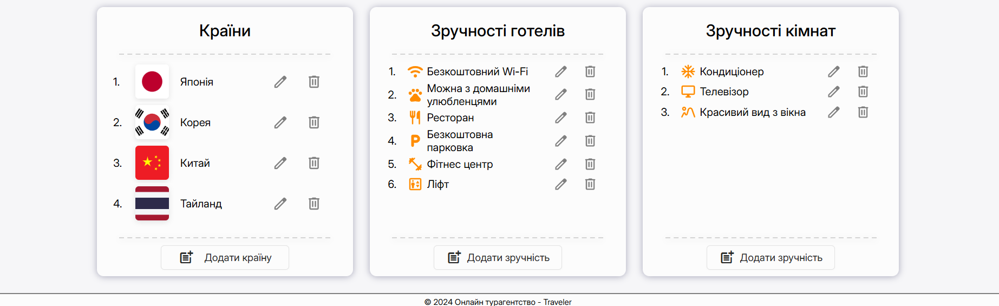 Країни
1. Японія
2. Корея
3. Китай
4. Тайланд
Додати країну
Зручності готелів
1. Безкоштовний Wi-Fi
2. Можна з домашніми
улюбленцями
3. Ресторан
4. Безкоштовна
парковка
5. Фітнес центр
6. Ліфт
Додати зручність
Зручності кімнат
1. Кондиціонер
2. Телевізор
3. Красивий вид з вікна
Додати зручність
© 2024 Онлайн турагентство - Traveler